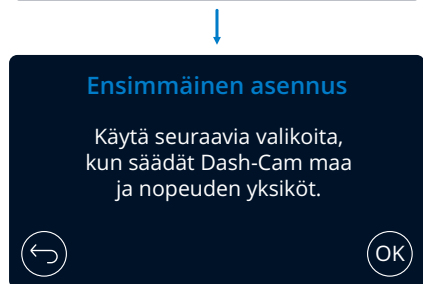 Ensimmäinen asennus
Käytä seuraavia valikoita,
kun säädät Dash-Cam maa
ja nopeuden yksiköt.
OK